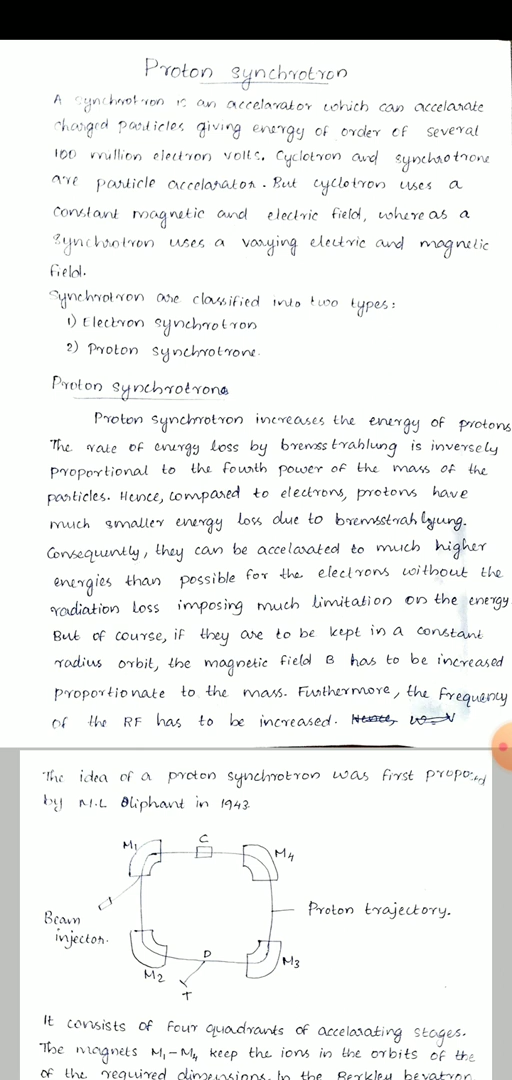 Proton synchrotron
A synchrotron is an accelarator which can accelarate
charged particles giving energy of order of several
100 million electron volts. Cyclotron and synchrotrone
are particle accelarator. But cyclotron uses a
constant magnetic and electric field, where as a
Synchrotron uses a varying electric and magnetic
field.
Synchrotron are classified into two types:
1) Electron synchrotron
2) Proton synchrotrone.
Proton synchrotrons
Proton synchrotron increases the energy of protons
The rate of energy loss by bremsstrahlung is inversely
proportional to the fourth power of the mass of the
particles. Hence, compared to electrons, protons have
much smaller energy loss due to bremsstrahlyung.
Consequently, they can be accelarated to much higher
energies than possible for the electrons without the
radiation loss imposing much limitation on the energy.
But of course, if they are to be kept in a constant
radius orbit, the magnetic field B has to be increased
proportionate to the mass. Furthermore, the frequency
of the RF has to be increased. Hence,
The idea of a proton synchrotron was first proposed
by M.L Oliphant in 1943.
M1
C
M4
Beam
injector.
Proton trajectory.
D
M2
M3
T
It consists of four quadrants of accelarating stages.
The magnets M1-M4 keep the ions in the orbits of the
of the required dimensions. In the Berkley bevatron